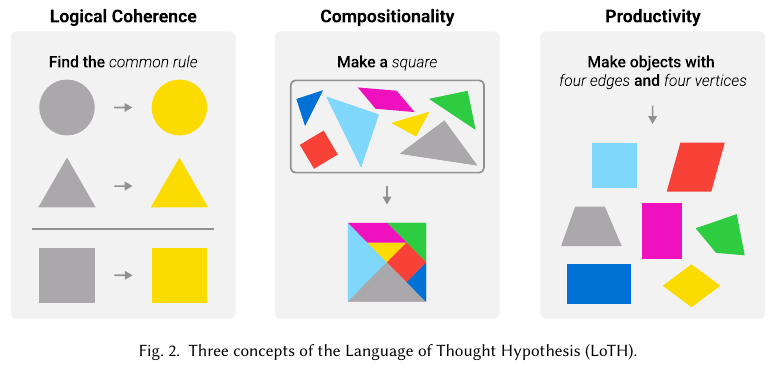 Logical Coherence
Find the common rule
Compositionality
Make a square
Productivity
Make objects with
four edges and four vertices
Fig. 2. Three concepts of the Language of Thought Hypothesis (LoTH).